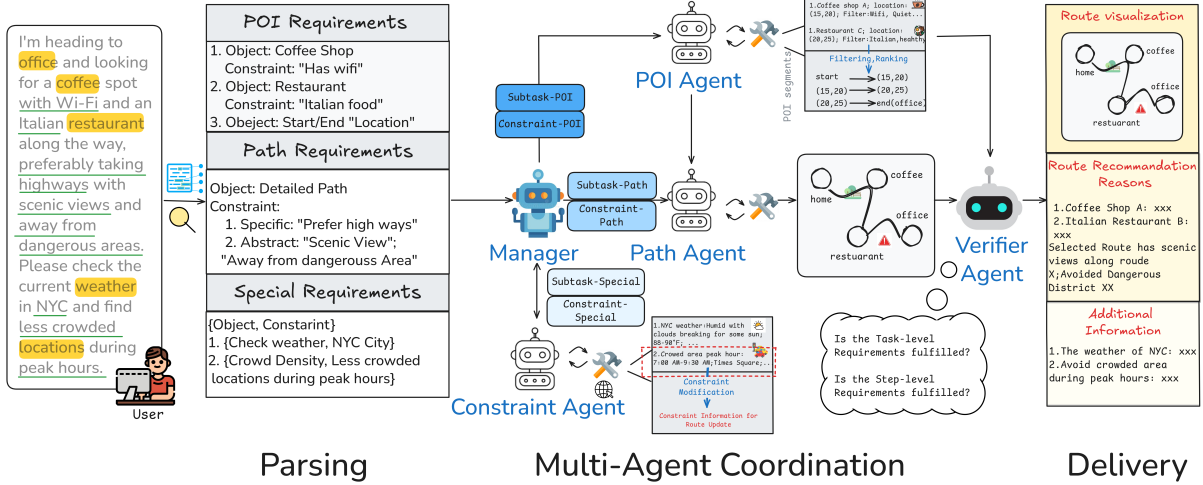 I'm heading to
office and looking
for a coffee spot
with Wi-Fi and an
Italian restaurant
along the way,
preferably taking
highways with
scenic views and
away from
dangerous areas.
Please check the
current weather
in NYC and find
less crowded
locations during
peak hours.
User
POI Requirements
1. Object: Coffee Shop
Constraint: "Has wifi"
2. Object: Restaurant
Constraint: "Italian food"
3. Obeject: Start/End "Location"
Path Requirements
Object: Detailed Path
Constraint:
1. Specific: "Prefer high ways"
2. Abstract: "Scenic View";
"Away from dangerouss Area"
Special Requirements
{Object, Constarint}
1. {Check weather, NYC City}
2. {Crowd Density, Less crowded
locations during peak hours}
Parsing
Subtask-POI
Constraint-POI
Manager
Subtask-Path
Constraint-
Path
Subtask-Special
Constraint-
Special
POI Agent
POI segments
1.Coffee shop A; location:
(15,20); Filter:Wifi, Quiet...
1.Restaurant C; location:
(20,25); Filter:Italian,healthy
Filtering,Ranking
start (15,20)
(15,20) (20,25)
(20,25) end(office)
Path Agent
home
coffee
office
restuarant
Constraint Agent
1.NYC weather:Humid with
clouds breaking for some sun;
88-90°F; ...
2.Crowed area peak hour:
7:00 AM-9:30 AM;Times Square;..
Constraint
Modification
Constraint Information for
Route Update
Verifier
Agent
Is the Task-level
Requirements fulfilled?
Is the Step-level
Requirements fulfilled?
Multi-Agent Coordination
Route visualization
home
coffee
office
restuarant
Route Recommandation
Reasons
1.Coffee Shop A: xxx
2.Italian Restaurant B:
xxx
Selected Route has scenic
views along roude
X;Avoided Dangerous
District XX
Additional
Information
1.The weather of NYC: xxx
2.Avoid crowded area
during peak hours: xxx
Delivery